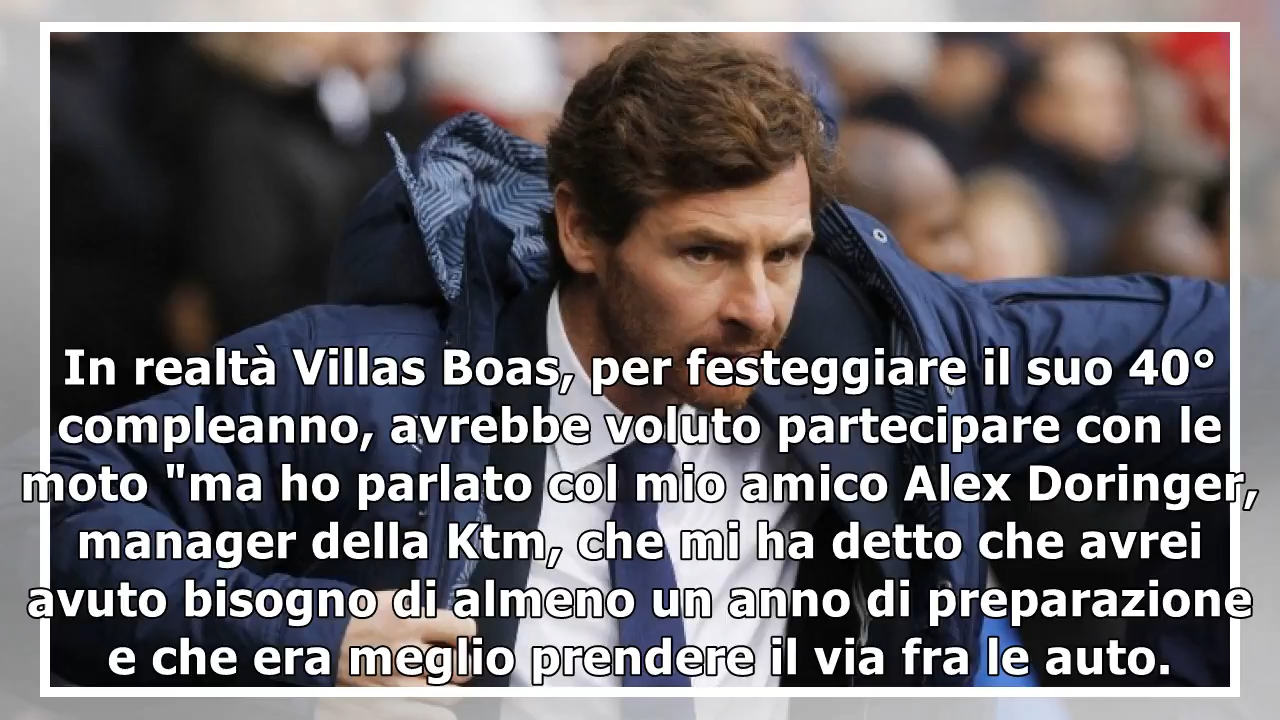 In realtà Villas Boas, per festeggiare il suo 40°
compleanno, avrebbe voluto partecipare con le
moto "ma ho parlato col mio amico Alex Doringer,
manager della Ktm, che mi ha detto che avrei
avuto bisogno di almeno un anno di preparazione
e che era meglio prendere il via fra le auto.